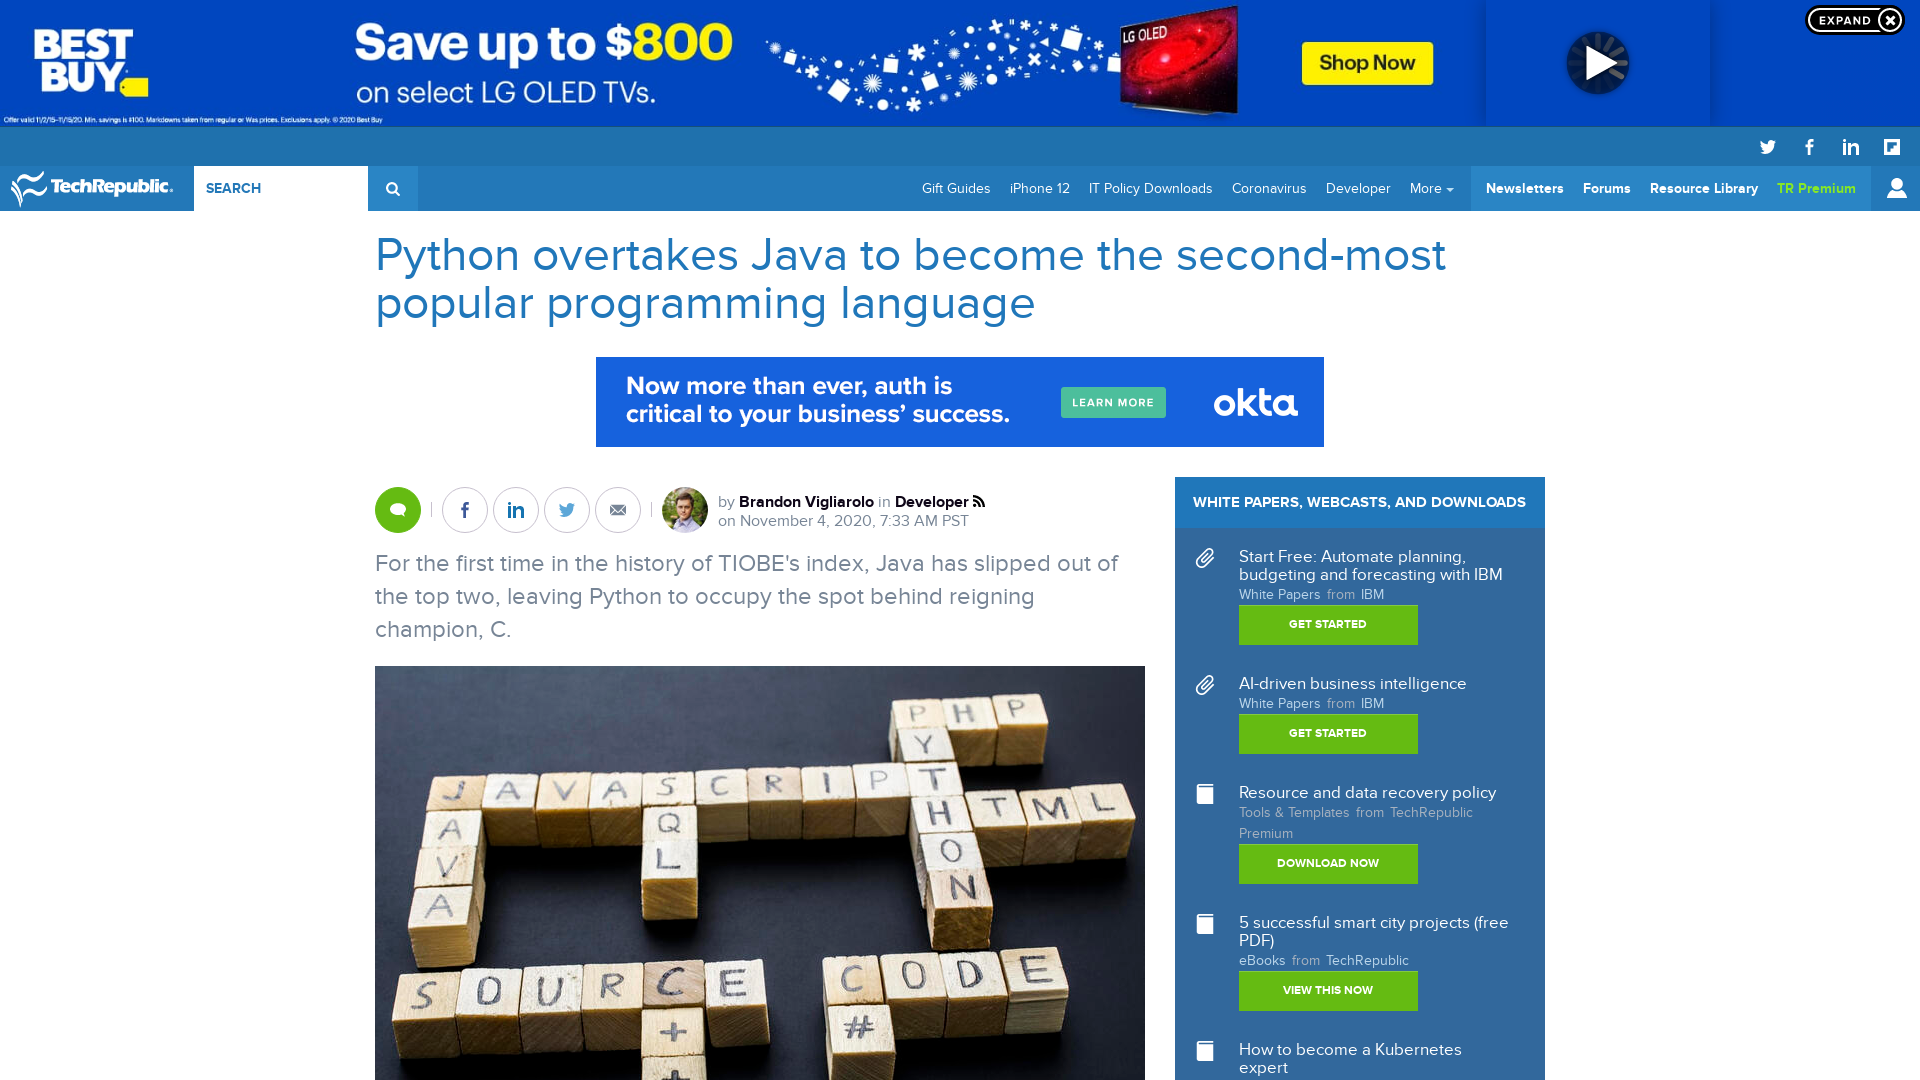 BEST
BUY
Save up to $800
on select LG OLED TVs.
LG OLED
Shop Now
EXPAND
Offer valid 11/2/15–11/15/20. Min. savings is $100. Markdowns taken from regular or Was prices. Exclusions apply. © 2020 Best Buy
TechRepublic.
SEARCH
Gift Guides
iPhone 12
IT Policy Downloads
Coronavirus
Developer
More
Newsletters
Forums
Resource Library
TR Premium
Python overtakes Java to become the second-most
popular programming language
Now more than ever, auth is
critical to your business' success.
LEARN MORE
okta
by Brandon Vigliarolo in Developer
on November 4, 2020, 7:33 AM PST
For the first time in the history of TIOBE's index, Java has slipped out of
the top two, leaving Python to occupy the spot behind reigning
champion, C.
PHP
PYTHON
JAVASCRIPT
JAVA
SQL
HTML
SOURCE CODE
C++
C#
WHITE PAPERS, WEBCASTS, AND DOWNLOADS
Start Free: Automate planning,
budgeting and forecasting with IBM
White Papers from IBM
GET STARTED
AI-driven business intelligence
White Papers from IBM
GET STARTED
Resource and data recovery policy
Tools & Templates from TechRepublic
Premium
DOWNLOAD NOW
5 successful smart city projects (free
PDF)
eBooks from TechRepublic
VIEW THIS NOW
How to become a Kubernetes
expert